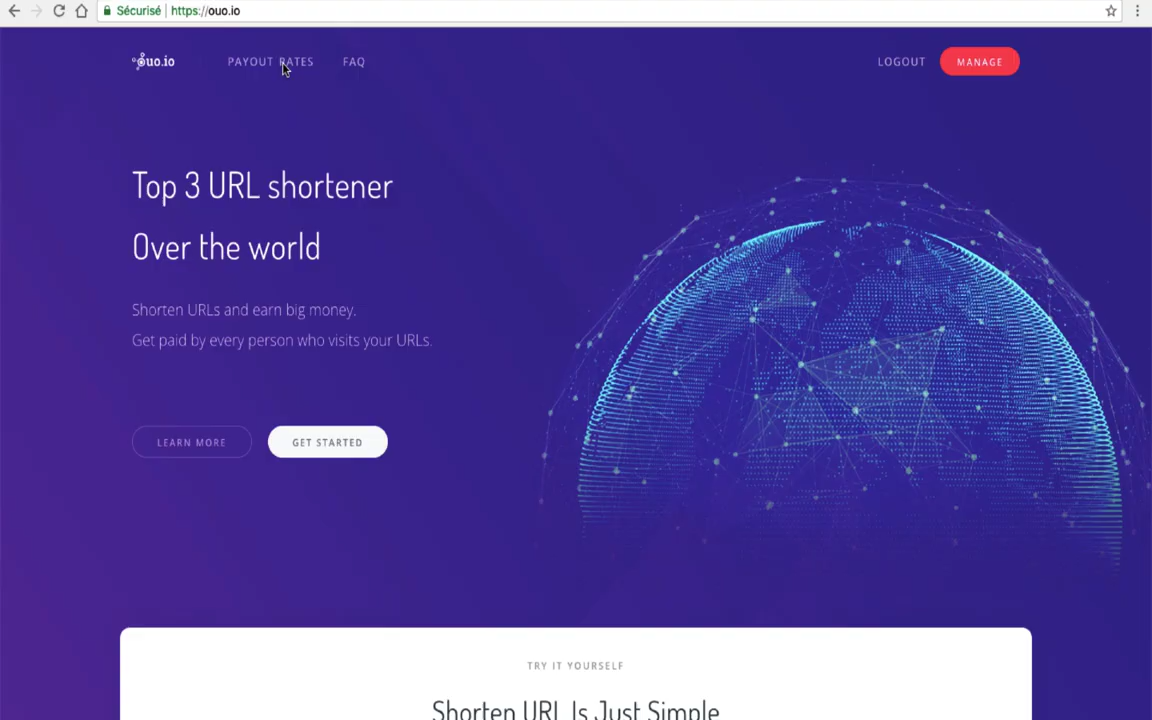 Sécurisé https://ouo.io
ouo.io PAYOUT RATES FAQ LOGOUT MANAGE
Top 3 URL shortener
Over the world
Shorten URLs and earn big money.
Get paid by every person who visits your URLs.
LEARN MORE GET STARTED
TRY IT YOURSELF
Shorten URL Is Just Simple